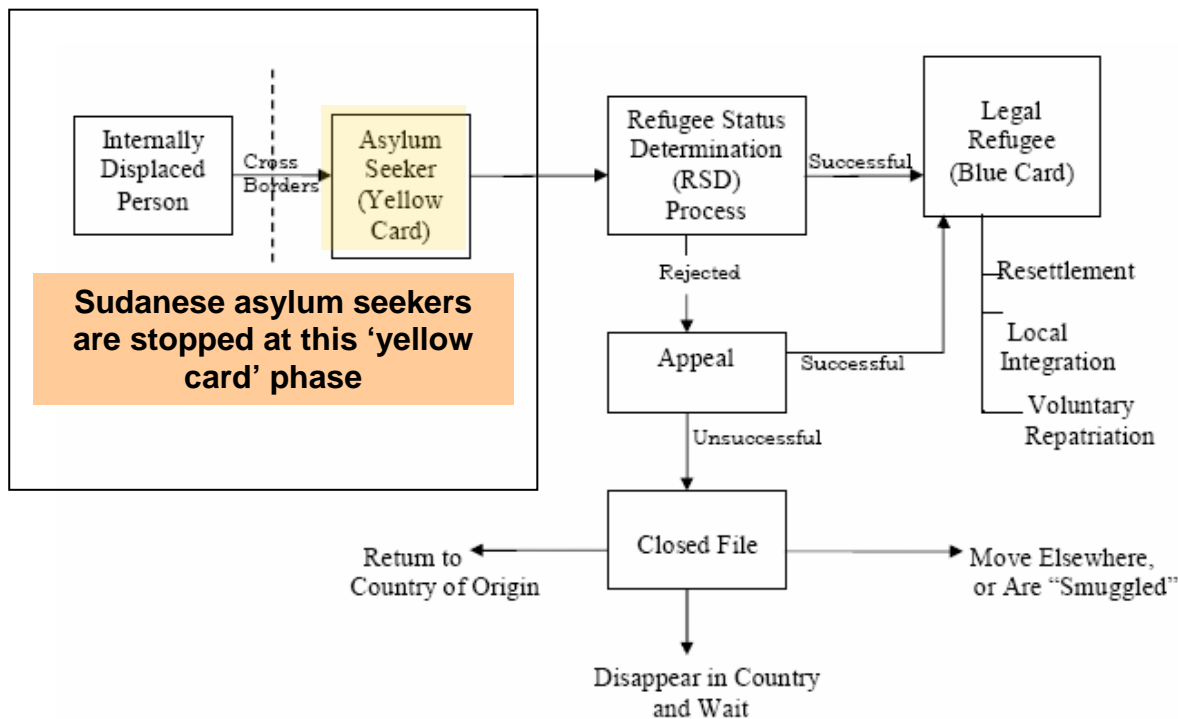 Internally
Displaced
Person
Cross
Borders
Asylum
Seeker
(Yellow
Card)
Sudanese asylum seekers
are stopped at this ‘yellow
card’ phase
Refugee Status
Determination
(RSD)
Process
Successful
Legal
Refugee
(Blue Card)
Rejected
Resettlement
Local
Integration
Voluntary
Repatriation
Appeal
Successful
Unsuccessful
Closed File
Return to
Country of Origin
Move Elsewhere,
or Are “Smuggled”
Disappear in Country
and Wait